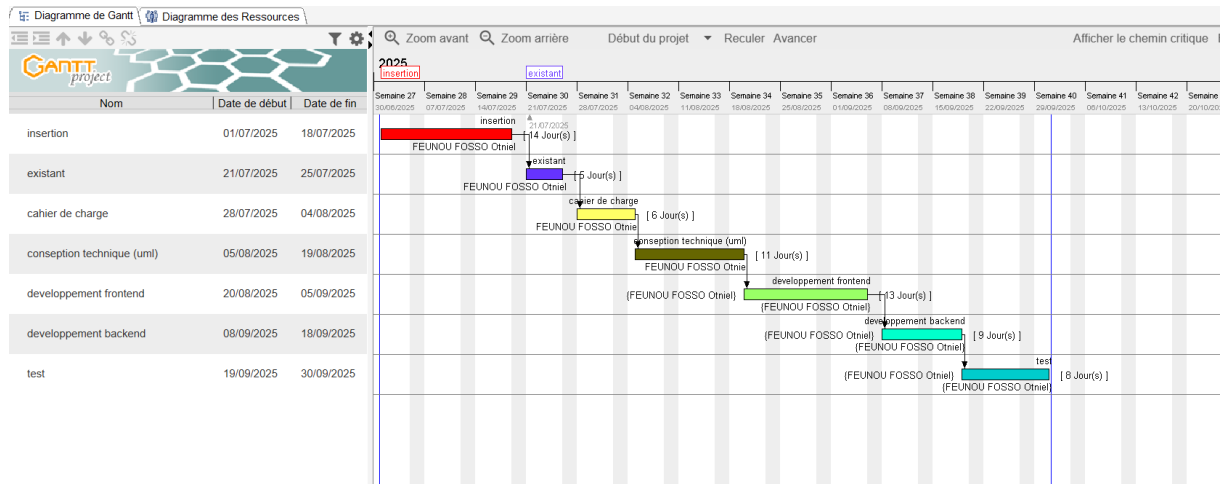 Diagramme de Gantt Diagramme des Ressources
Zoom avant Zoom arrière Début du projet Reculer Avancer Afficher le chemin critique
GANTT
project
2025
insertion existant
Nom Date de début Date de fin
Semaine 27 Semaine 28 Semaine 29 Semaine 30 Semaine 31 Semaine 32 Semaine 33 Semaine 34 Semaine 35 Semaine 36 Semaine 37 Semaine 38 Semaine 39 Semaine 40 Semaine 41 Semaine 42 Semaine
30/06/2025 07/07/2025 14/07/2025 21/07/2025 28/07/2025 04/08/2025 11/08/2025 18/08/2025 25/08/2025 01/09/2025 08/09/2025 15/09/2025 22/09/2025 29/09/2025 06/10/2025 13/10/2025 20/10/20
insertion 21/07/2025
insertion 01/07/2025 18/07/2025 [ 14 Jour(s) ]
FEUNOU FOSSO Otniel
existant
existant 21/07/2025 25/07/2025 [ 5 Jour(s) ]
FEUNOU FOSSO Otniel
cahier de charge
cahier de charge 28/07/2025 04/08/2025 [ 6 Jour(s) ]
FEUNOU FOSSO Otnie
conseption technique (uml)
conseption technique (uml) 05/08/2025 19/08/2025 [ 11 Jour(s) ]
FEUNOU FOSSO Otnie
developpement frontend
developpement frontend 20/08/2025 05/09/2025 {FEUNOU FOSSO Otniel} [ 13 Jour(s) ]
{FEUNOU FOSSO Otniel}
developpement backend
developpement backend 08/09/2025 18/09/2025 {FEUNOU FOSSO Otniel} [ 9 Jour(s) ]
{FEUNOU FOSSO Otniel}
test
test 19/09/2025 30/09/2025 {FEUNOU FOSSO Otniel} [ 8 Jour(s) ]
{FEUNOU FOSSO Otniel}